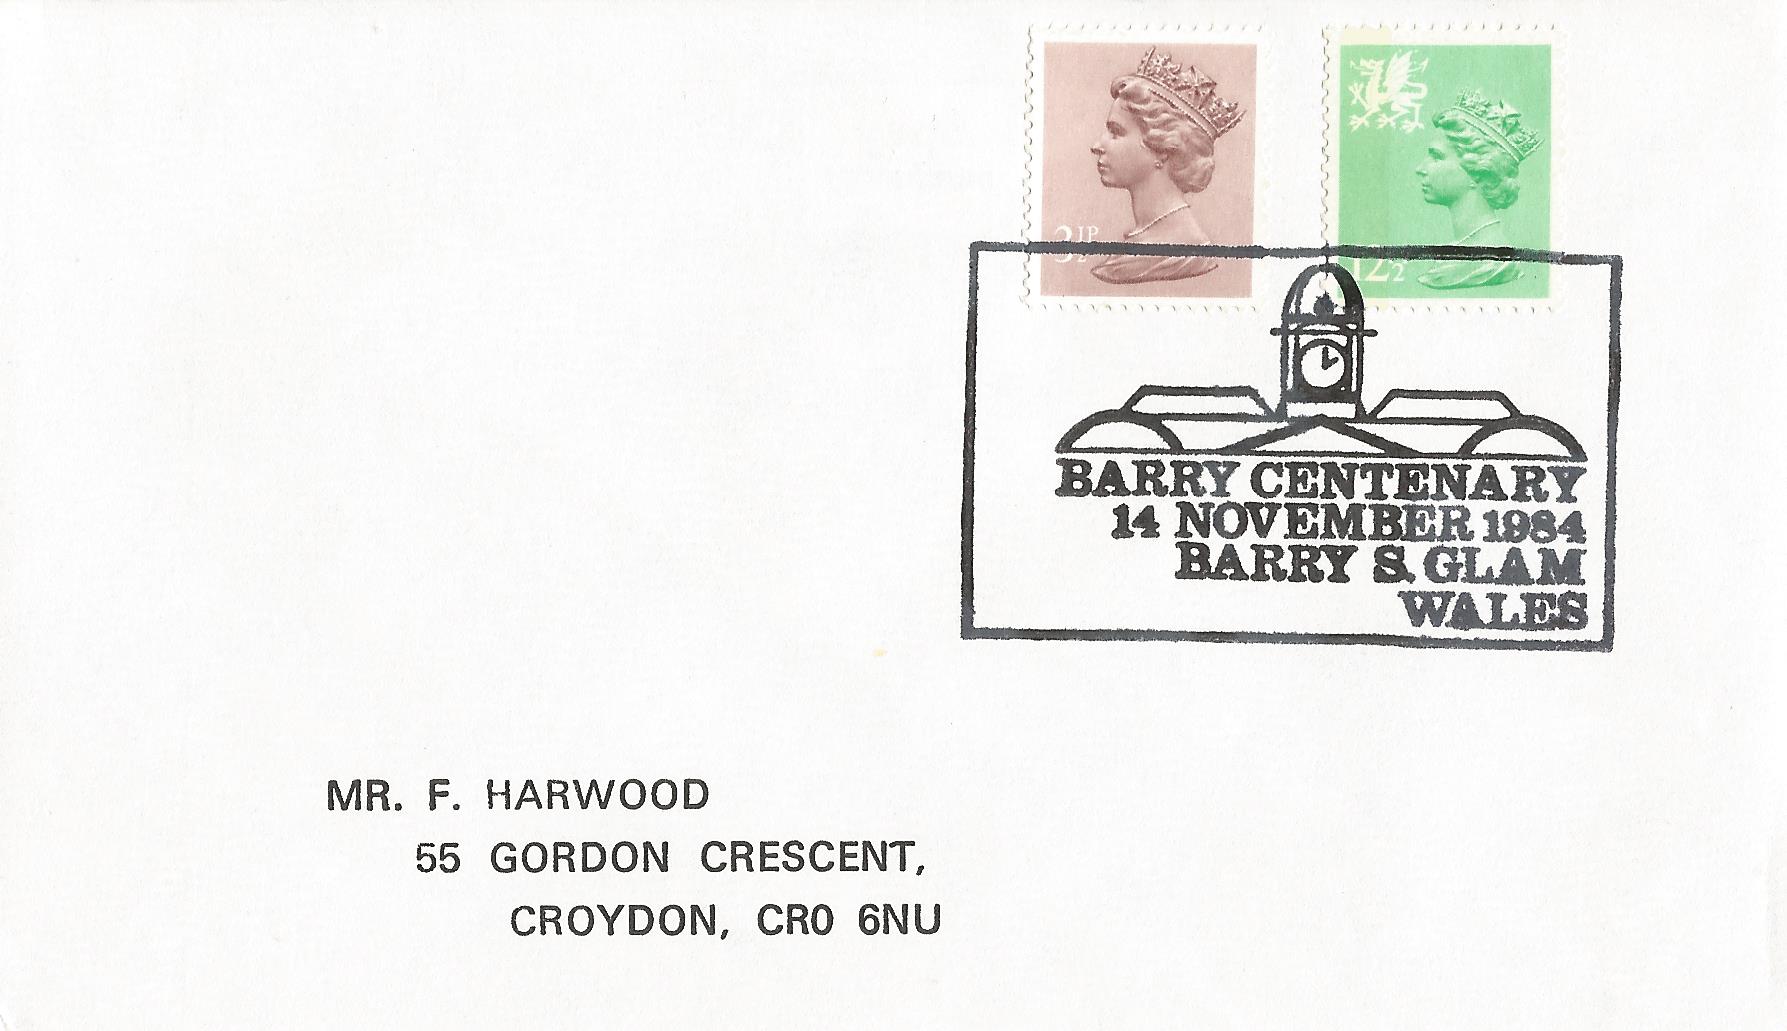 3½P
12½
BARRY CENTENARY
14 NOVEMBER 1984
BARRY S. GLAM
WALES
MR. F. HARWOOD
55 GORDON CRESCENT,
CROYDON, CR0 6NU